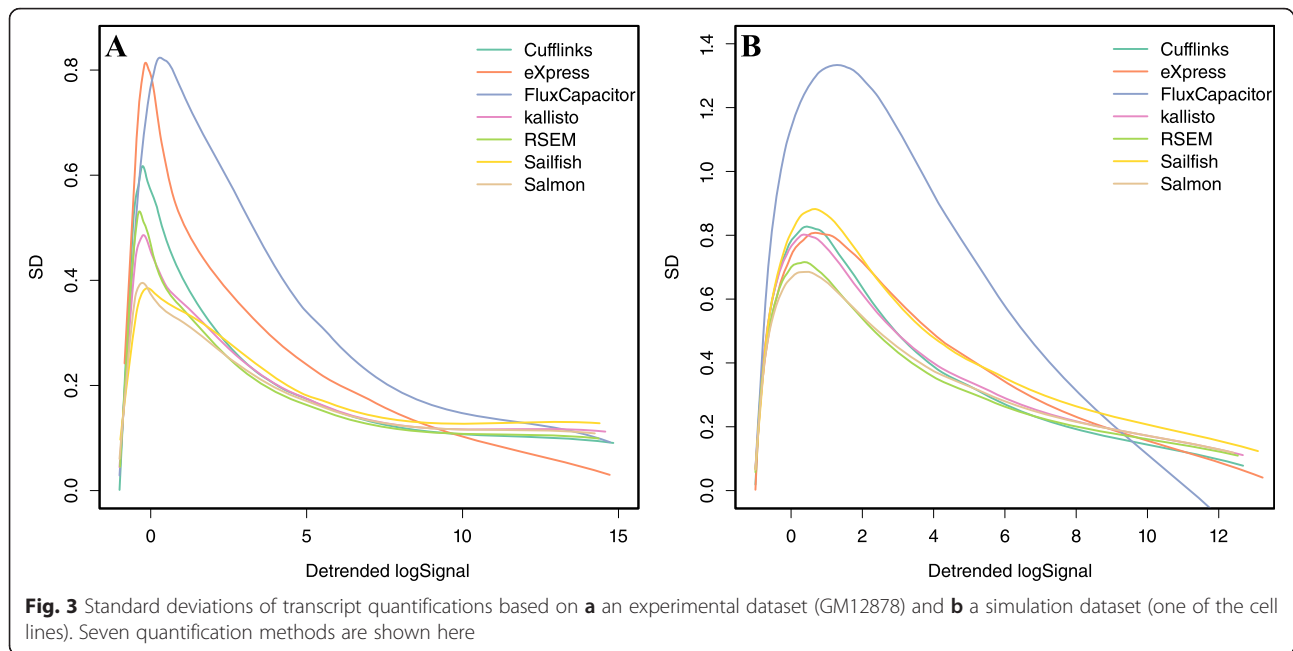 A
Cufflinks
eXpress
FluxCapacitor
kallisto
RSEM
Sailfish
Salmon
SD
0.0
0.2
0.4
0.6
0.8
0
5
10
15
Detrended logSignal
B
Cufflinks
eXpress
FluxCapacitor
kallisto
RSEM
Sailfish
Salmon
SD
0.0
0.2
0.4
0.6
0.8
1.0
1.2
1.4
0
2
4
6
8
10
12
Detrended logSignal
Fig. 3 Standard deviations of transcript quantifications based on a an experimental dataset (GM12878) and b a simulation dataset (one of the cell
lines). Seven quantification methods are shown here